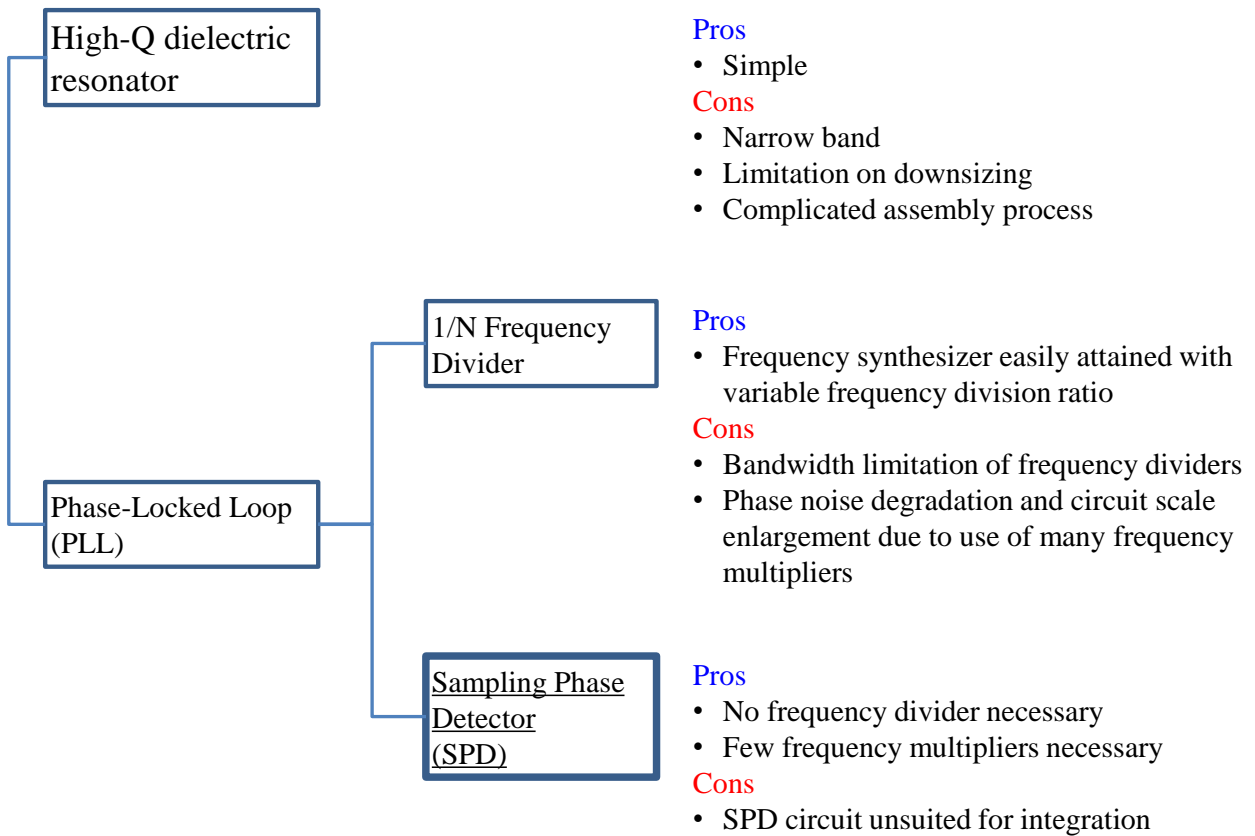 High-Q dielectric
resonator
Pros
• Simple
Cons
• Narrow band
• Limitation on downsizing
• Complicated assembly process
1/N Frequency
Divider
Pros
• Frequency synthesizer easily attained with
variable frequency division ratio
Cons
• Bandwidth limitation of frequency dividers
• Phase noise degradation and circuit scale
enlargement due to use of many frequency
multipliers
Phase-Locked Loop
(PLL)
Sampling Phase
Detector
(SPD)
Pros
• No frequency divider necessary
• Few frequency multipliers necessary
Cons
• SPD circuit unsuited for integration